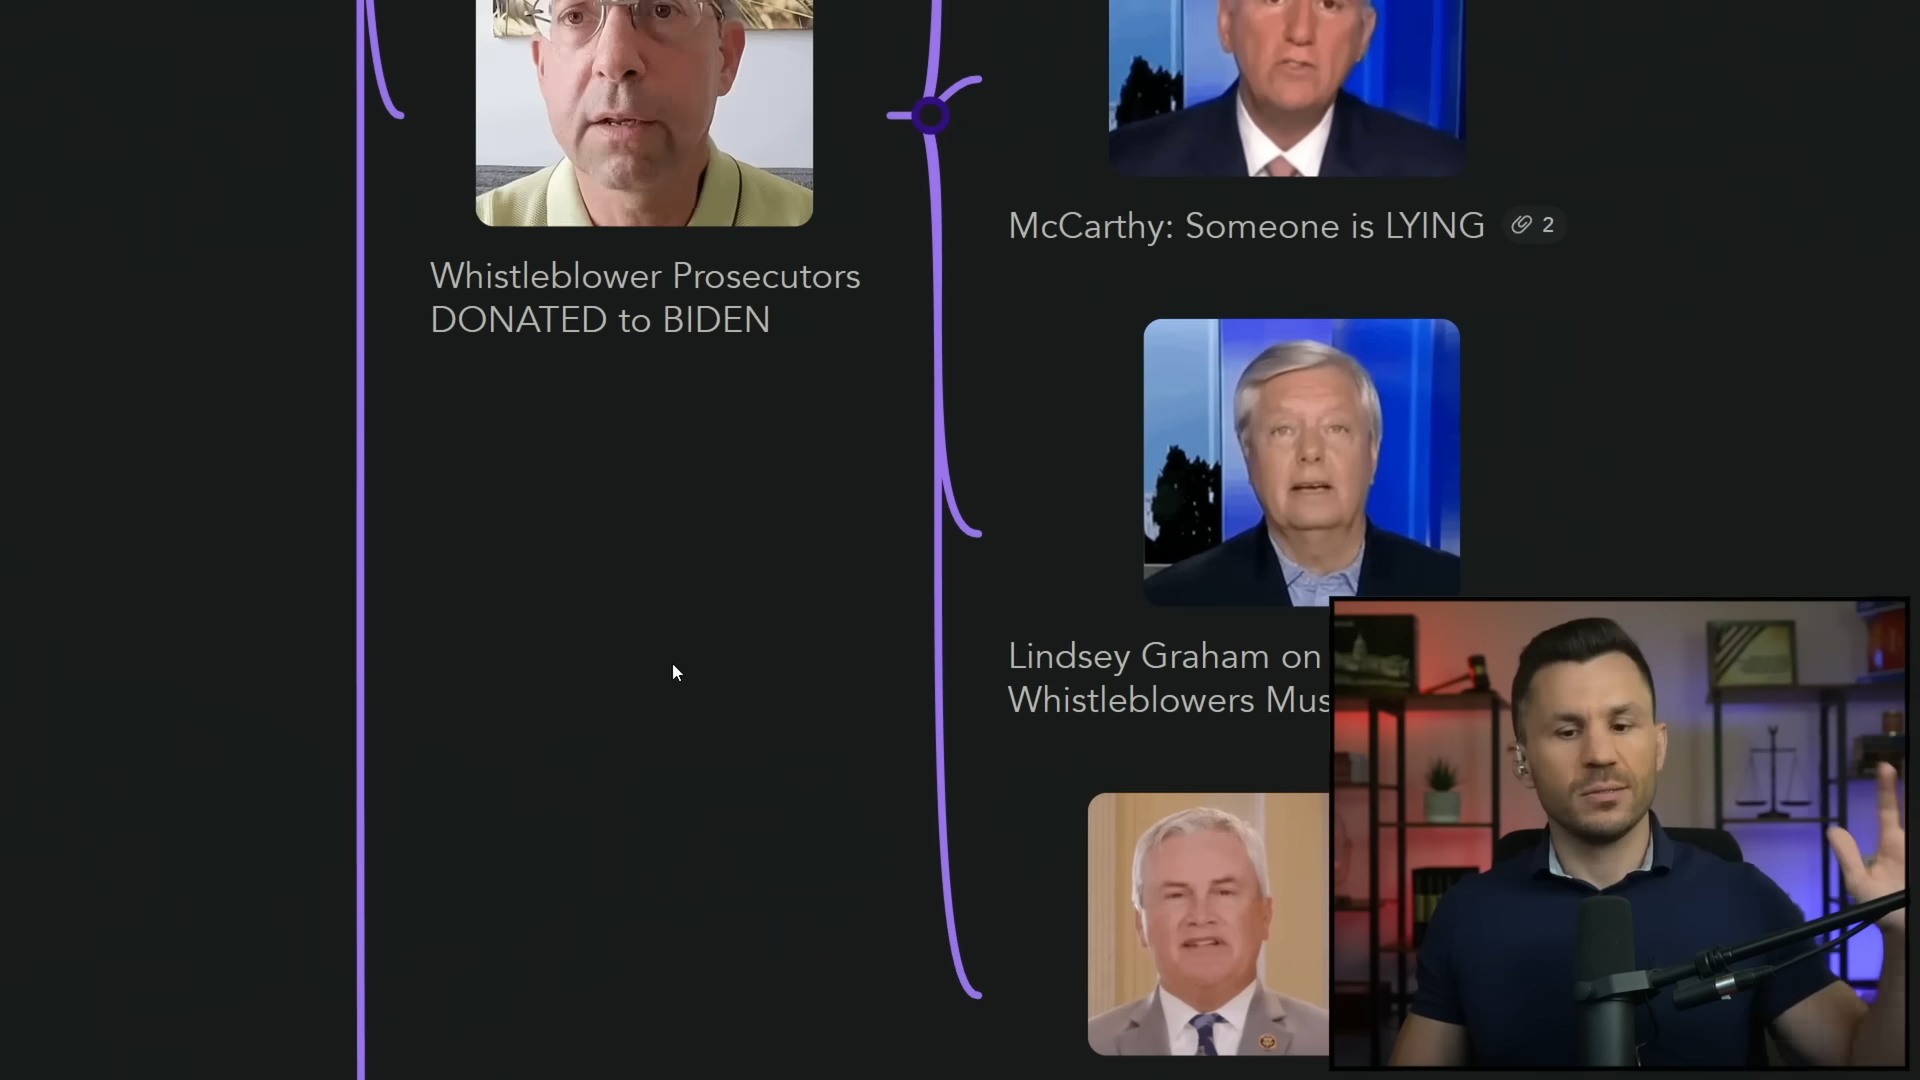 Whistleblower Prosecutors
DONATED to BIDEN
McCarthy: Someone is LYING 2
Lindsey Graham on
Whistleblowers Mus